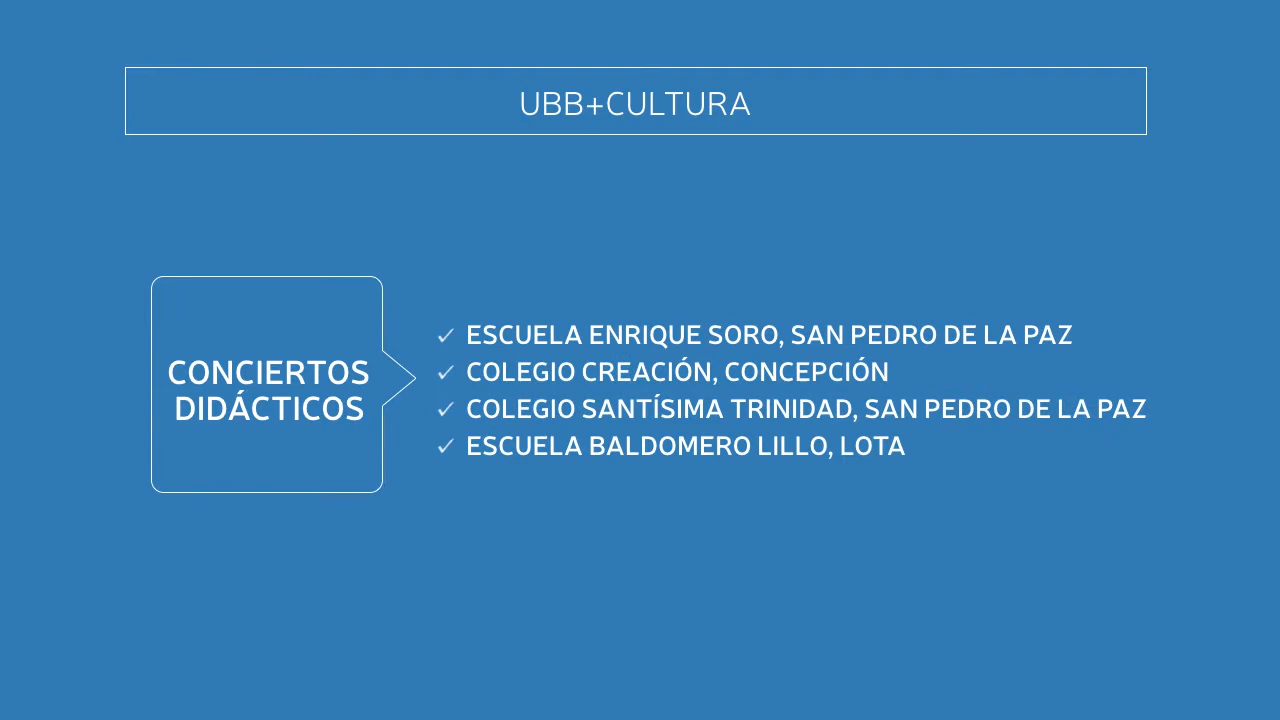 UBB+CULTURA
CONCIERTOS
DIDÁCTICOS
✓ ESCUELA ENRIQUE SORO, SAN PEDRO DE LA PAZ
✓ COLEGIO CREACIÓN, CONCEPCIÓN
✓ COLEGIO SANTÍSIMA TRINIDAD, SAN PEDRO DE LA PAZ
✓ ESCUELA BALDOMERO LILLO, LOTA